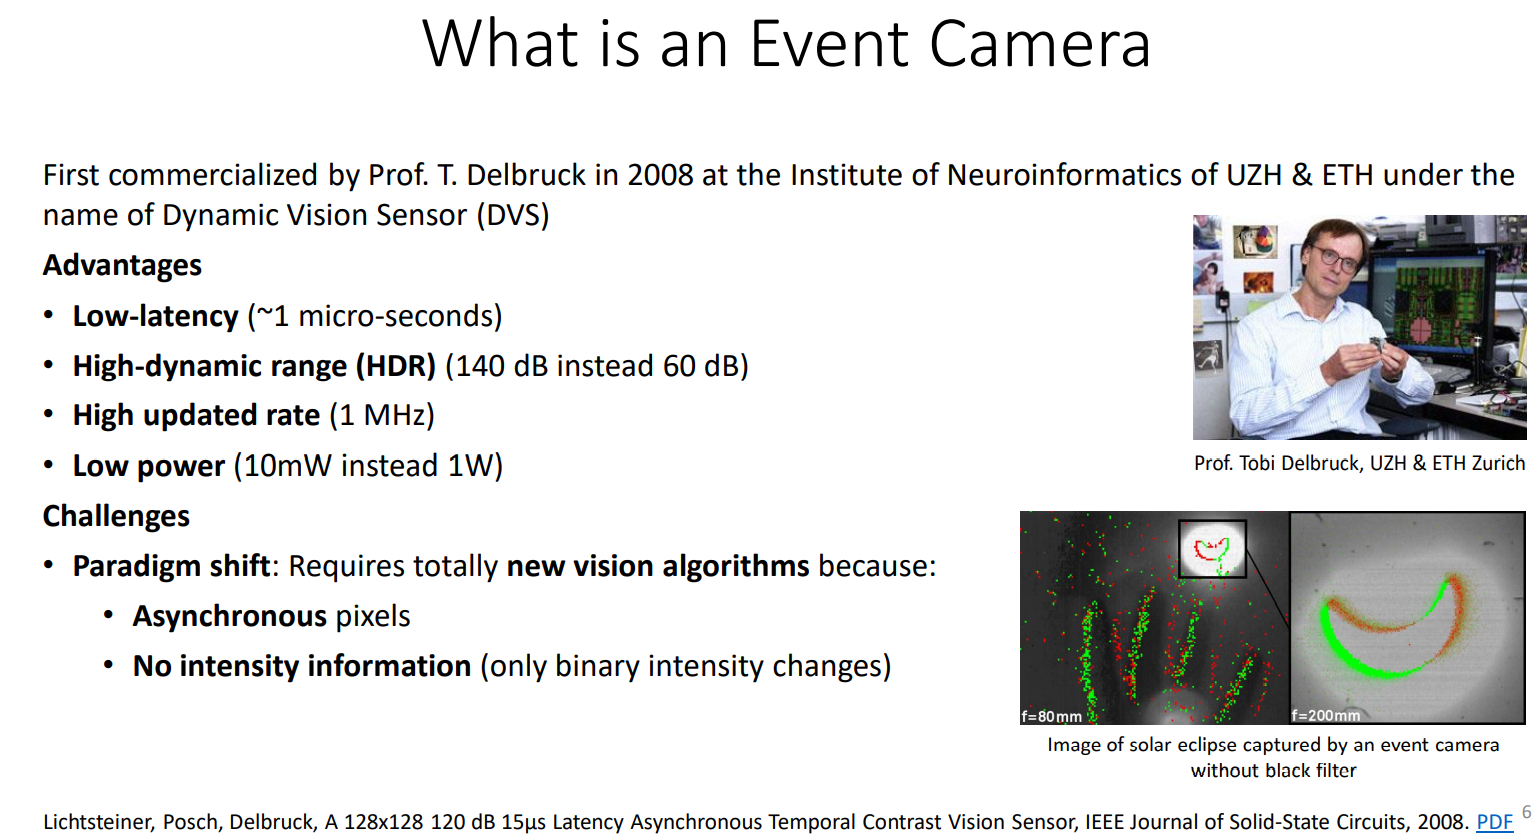 What is an Event Camera
First commercialized by Prof. T. Delbruck in 2008 at the Institute of Neuroinformatics of UZH & ETH under the
name of Dynamic Vision Sensor (DVS)
Advantages
• Low-latency (~1 micro-seconds)
• High-dynamic range (HDR) (140 dB instead 60 dB)
• High updated rate (1 MHz)
• Low power (10mW instead 1W)
Prof. Tobi Delbruck, UZH & ETH Zurich
Challenges
• Paradigm shift: Requires totally new vision algorithms because:
• Asynchronous pixels
• No intensity information (only binary intensity changes)
f=80mm
f=200mm
Image of solar eclipse captured by an event camera
without black filter
Lichtsteiner, Posch, Delbruck, A 128x128 120 dB 15µs Latency Asynchronous Temporal Contrast Vision Sensor, IEEE Journal of Solid-State Circuits, 2008. PDF
6